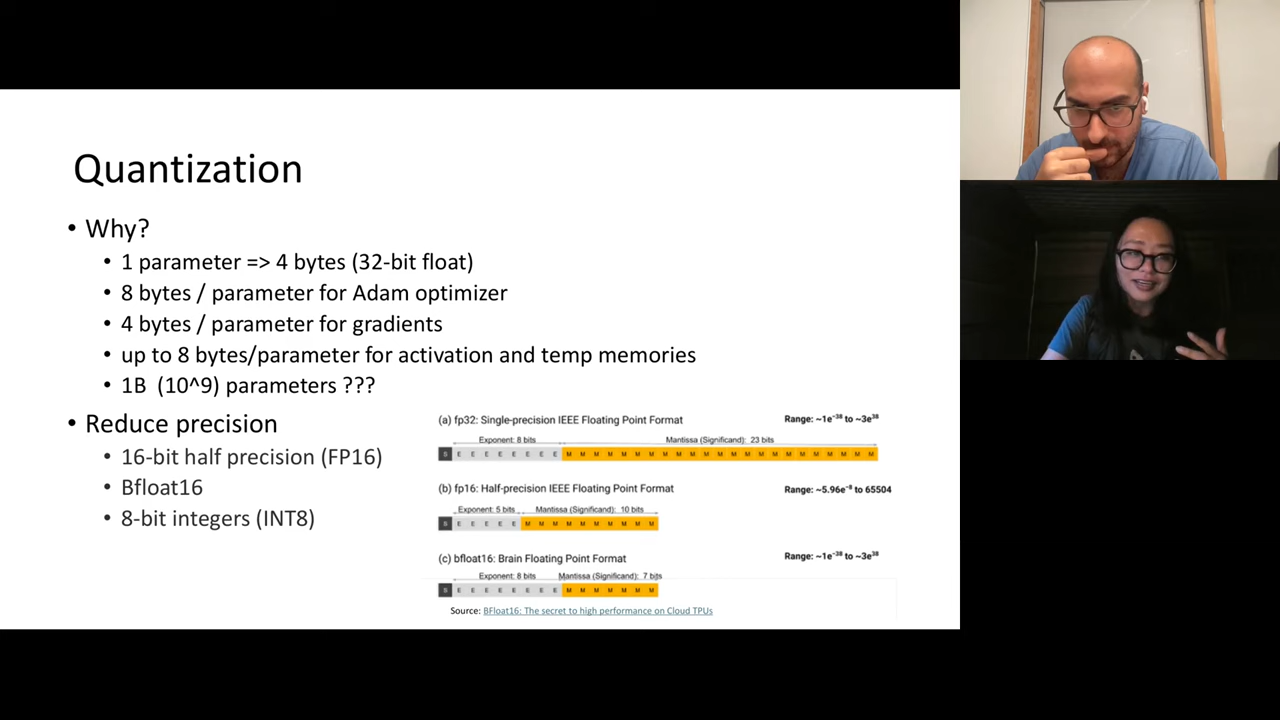 Quantization
• Why?
• 1 parameter => 4 bytes (32-bit float)
• 8 bytes / parameter for Adam optimizer
• 4 bytes / parameter for gradients
• up to 8 bytes/parameter for activation and temp memories
• 1B (10^9) parameters ???
• Reduce precision
• 16-bit half precision (FP16)
• Bfloat16
• 8-bit integers (INT8)
(a) fp32: Single-precision IEEE Floating Point Format Range: ~1e⁻³⁸ to ~3e³⁸
Exponent: 8 bits Mantissa (Significand): 23 bits
S E E E E E E E E M M M M M M M M M M M M M M M M M M M M M M M
(b) fp16: Half-precision IEEE Floating Point Format Range: ~5.96e⁻⁸ to 65504
Exponent: 5 bits Mantissa (Significand): 10 bits
S E E E E E M M M M M M M M M M
(c) bfloat16: Brain Floating Point Format Range: ~1e⁻³⁸ to ~3e³⁸
Exponent: 8 bits Mantissa (Significand): 7 bits
S E E E E E E E E M M M M M M M
Source: BFloat16: The secret to high performance on Cloud TPUs